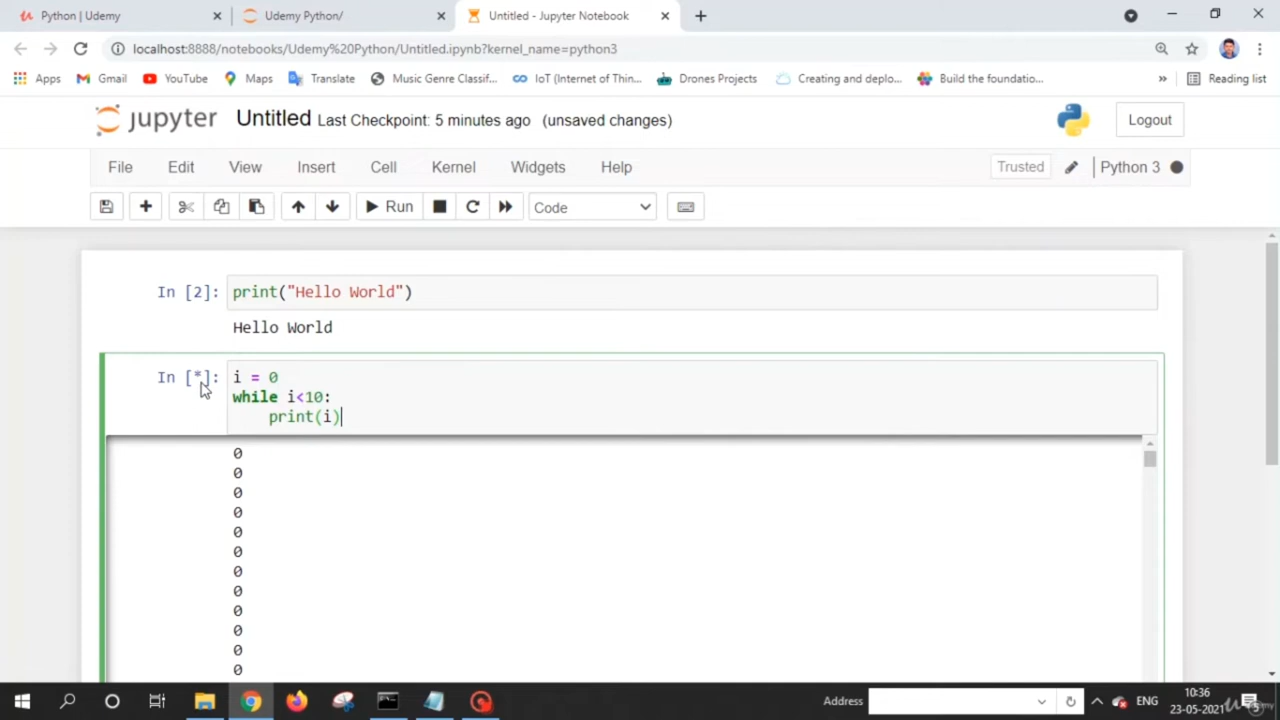 Python | Udemy
Udemy Python/
Untitled - Jupyter Notebook
localhost:8888/notebooks/Udemy%20Python/Untitled.ipynb?kernel_name=python3
Apps Gmail YouTube Maps Translate Music Genre Classif... IoT (Internet of Thin... Drones Projects Creating and deplo... Build the foundatio... » Reading list
jupyter Untitled Last Checkpoint: 5 minutes ago (unsaved changes) Logout
File Edit View Insert Cell Kernel Widgets Help Trusted Python 3
Run Code
In [2]: print("Hello World")
Hello World
In [*]: i = 0
while i<10:
print(i)
0
0
0
0
0
0
0
0
0
0
0
0
Address ENG 10:36
23-05-2021
Udemy